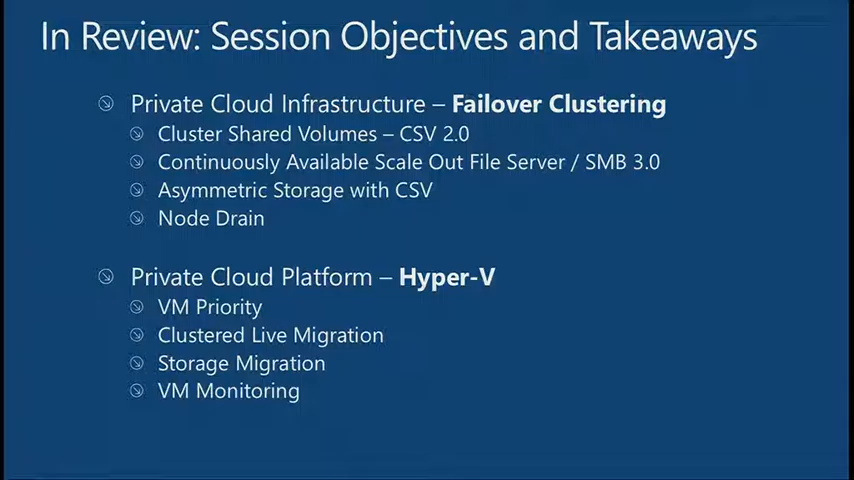 In Review: Session Objectives and Takeaways
Private Cloud Infrastructure – Failover Clustering
Cluster Shared Volumes – CSV 2.0
Continuously Available Scale Out File Server / SMB 3.0
Asymmetric Storage with CSV
Node Drain
Private Cloud Platform – Hyper-V
VM Priority
Clustered Live Migration
Storage Migration
VM Monitoring